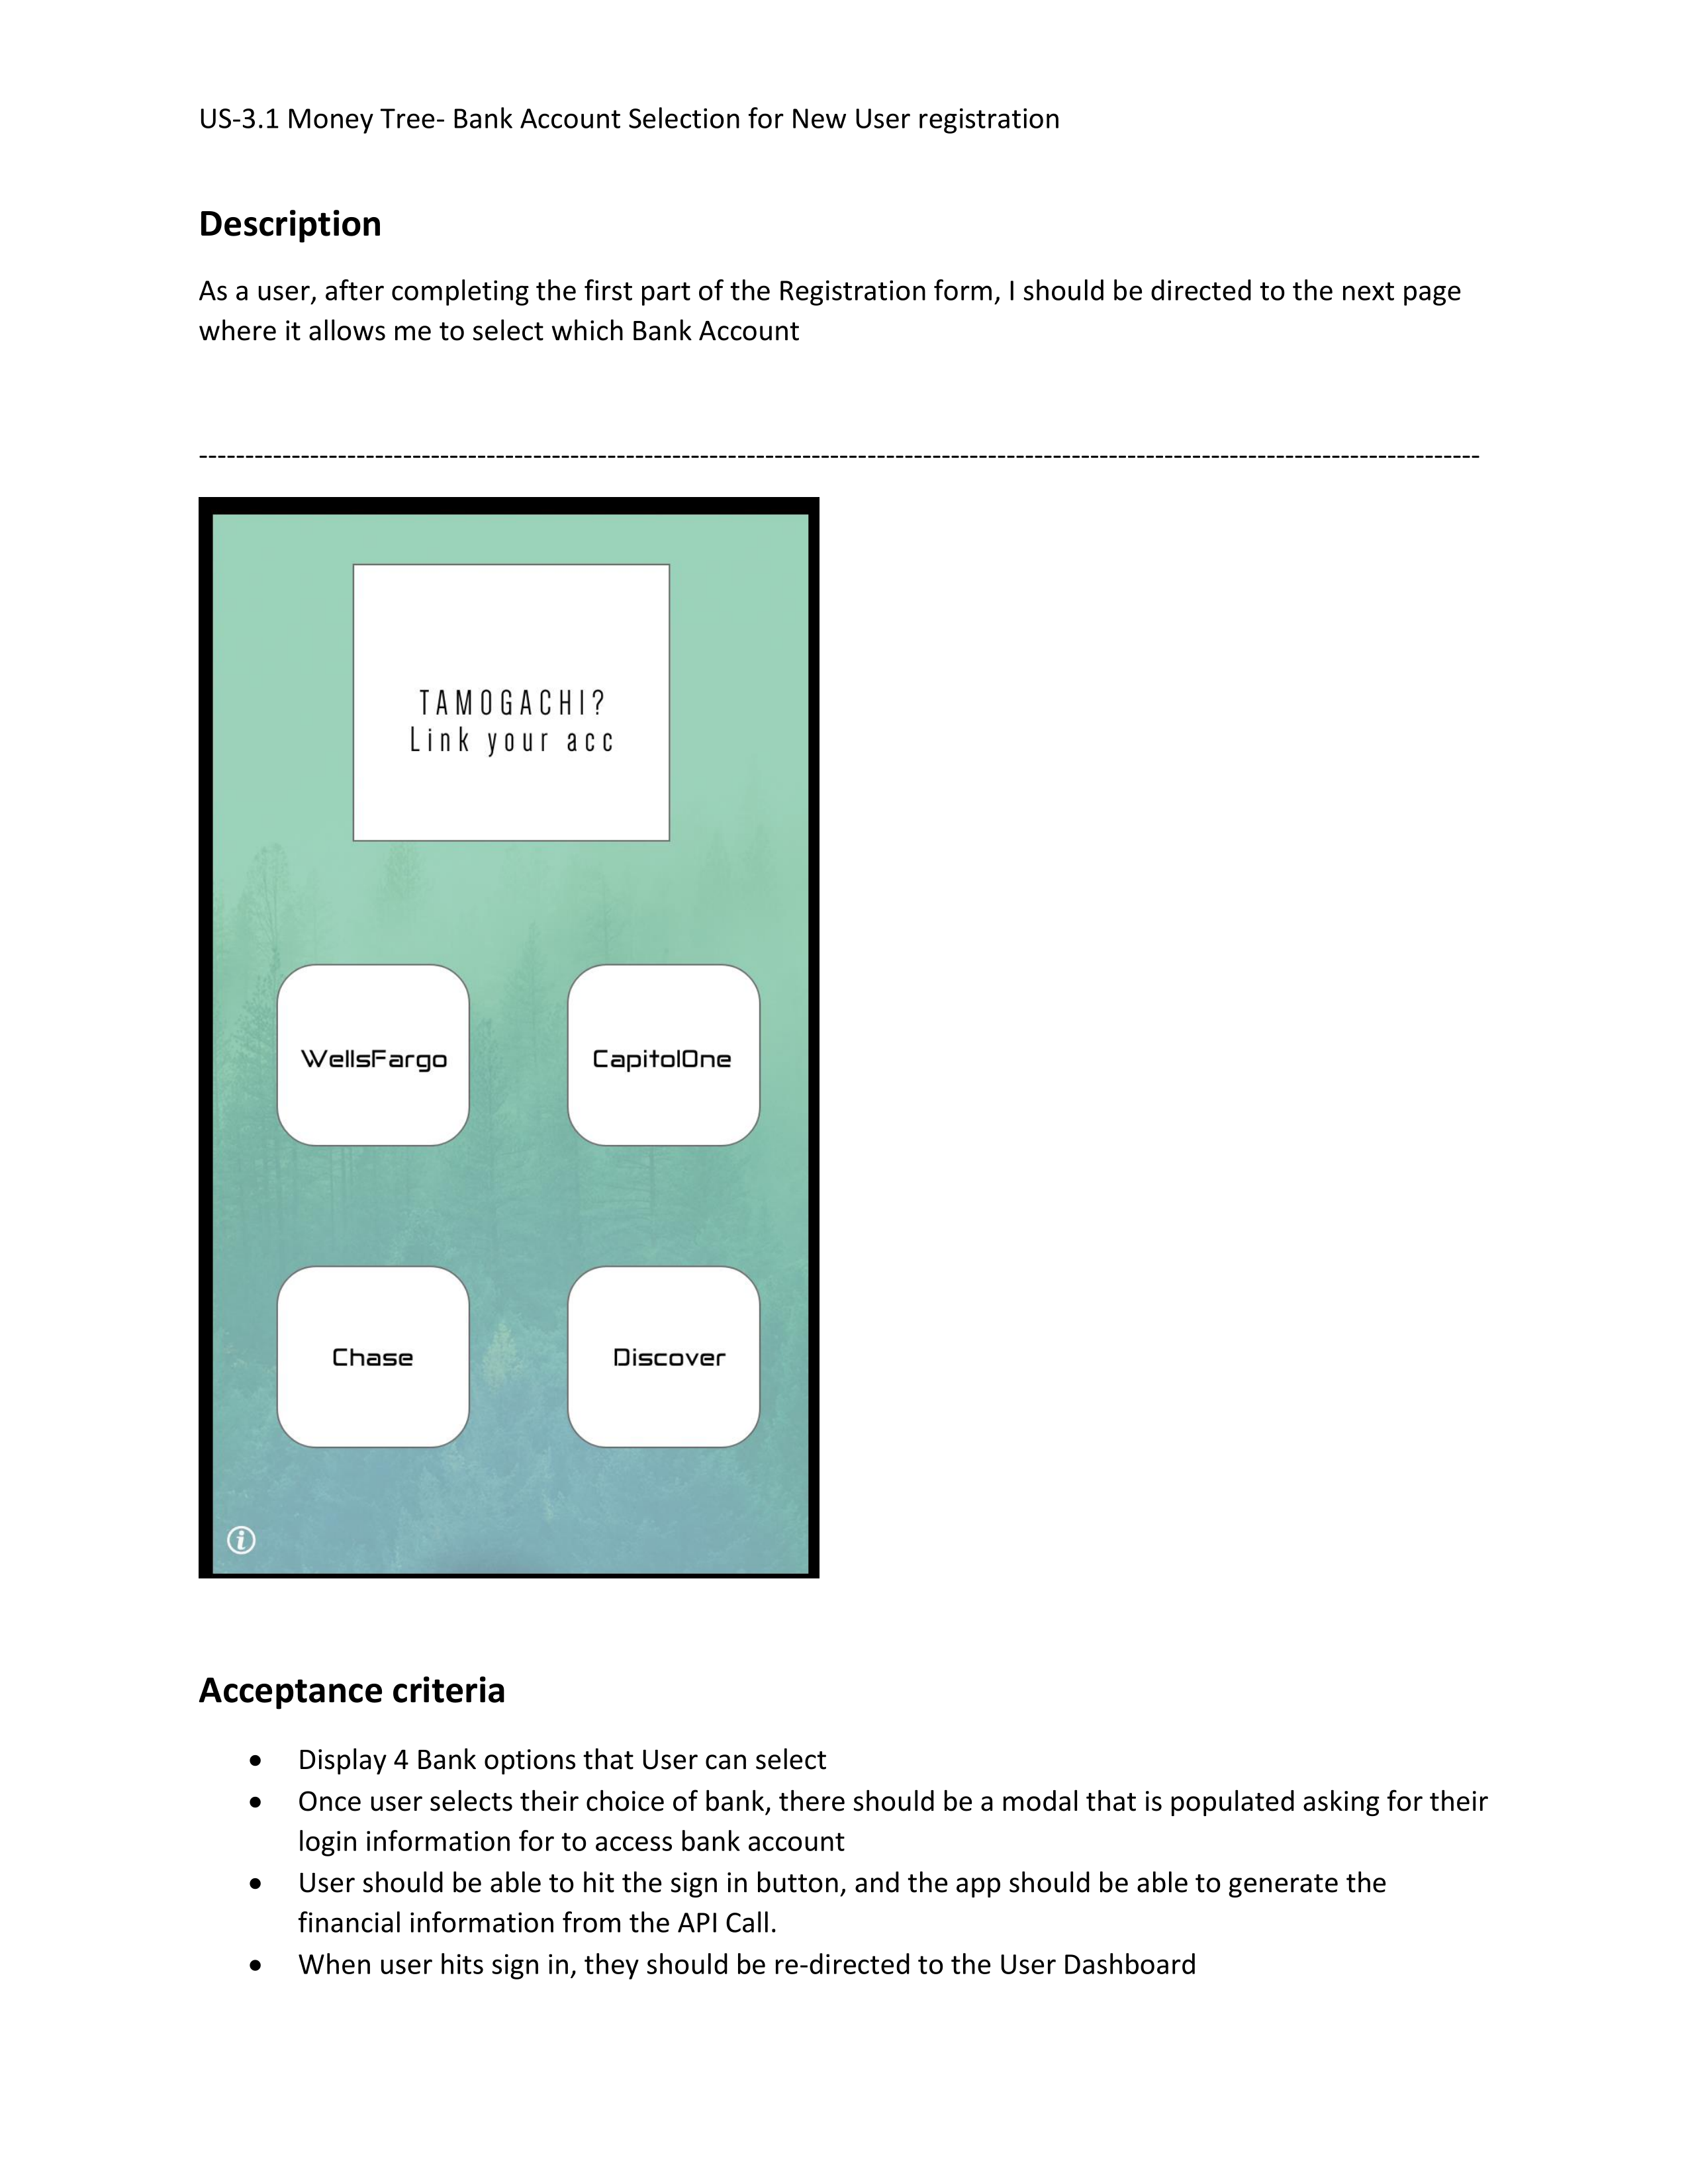 US-3.1 Money Tree- Bank Account Selection for New User registration
Description
As a user, after completing the first part of the Registration form, I should be directed to the next page
where it allows me to select which Bank Account
-----------------------------------------------------------------------------------------------------------------------------------------
TAMOGACHI?
Link your acc
WellsFargo
CapitolOne
Chase
Discover
i
Acceptance criteria
• Display 4 Bank options that User can select
• Once user selects their choice of bank, there should be a modal that is populated asking for their
login information for to access bank account
• User should be able to hit the sign in button, and the app should be able to generate the
financial information from the API Call.
• When user hits sign in, they should be re-directed to the User Dashboard